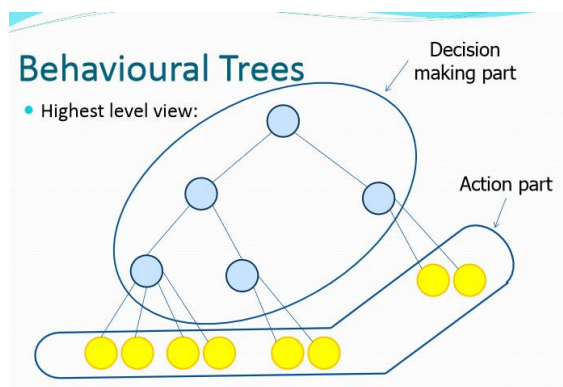 Behavioural Trees
Decision
making part
• Highest level view:
Action part